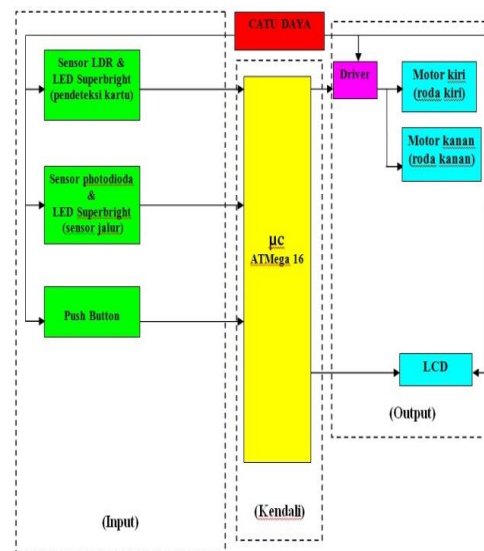 CATU DAYA
Sensor LDR &
LED Superbright
(pendeteksi kartu)
Sensor photodioda
&
LED Superbright
(sensor jalur)
Push Button
(Input)
µc
ATMega 16
(Kendali)
Driver
Motor kiri
(roda kiri)
Motor kanan
(roda kanan)
LCD
(Output)